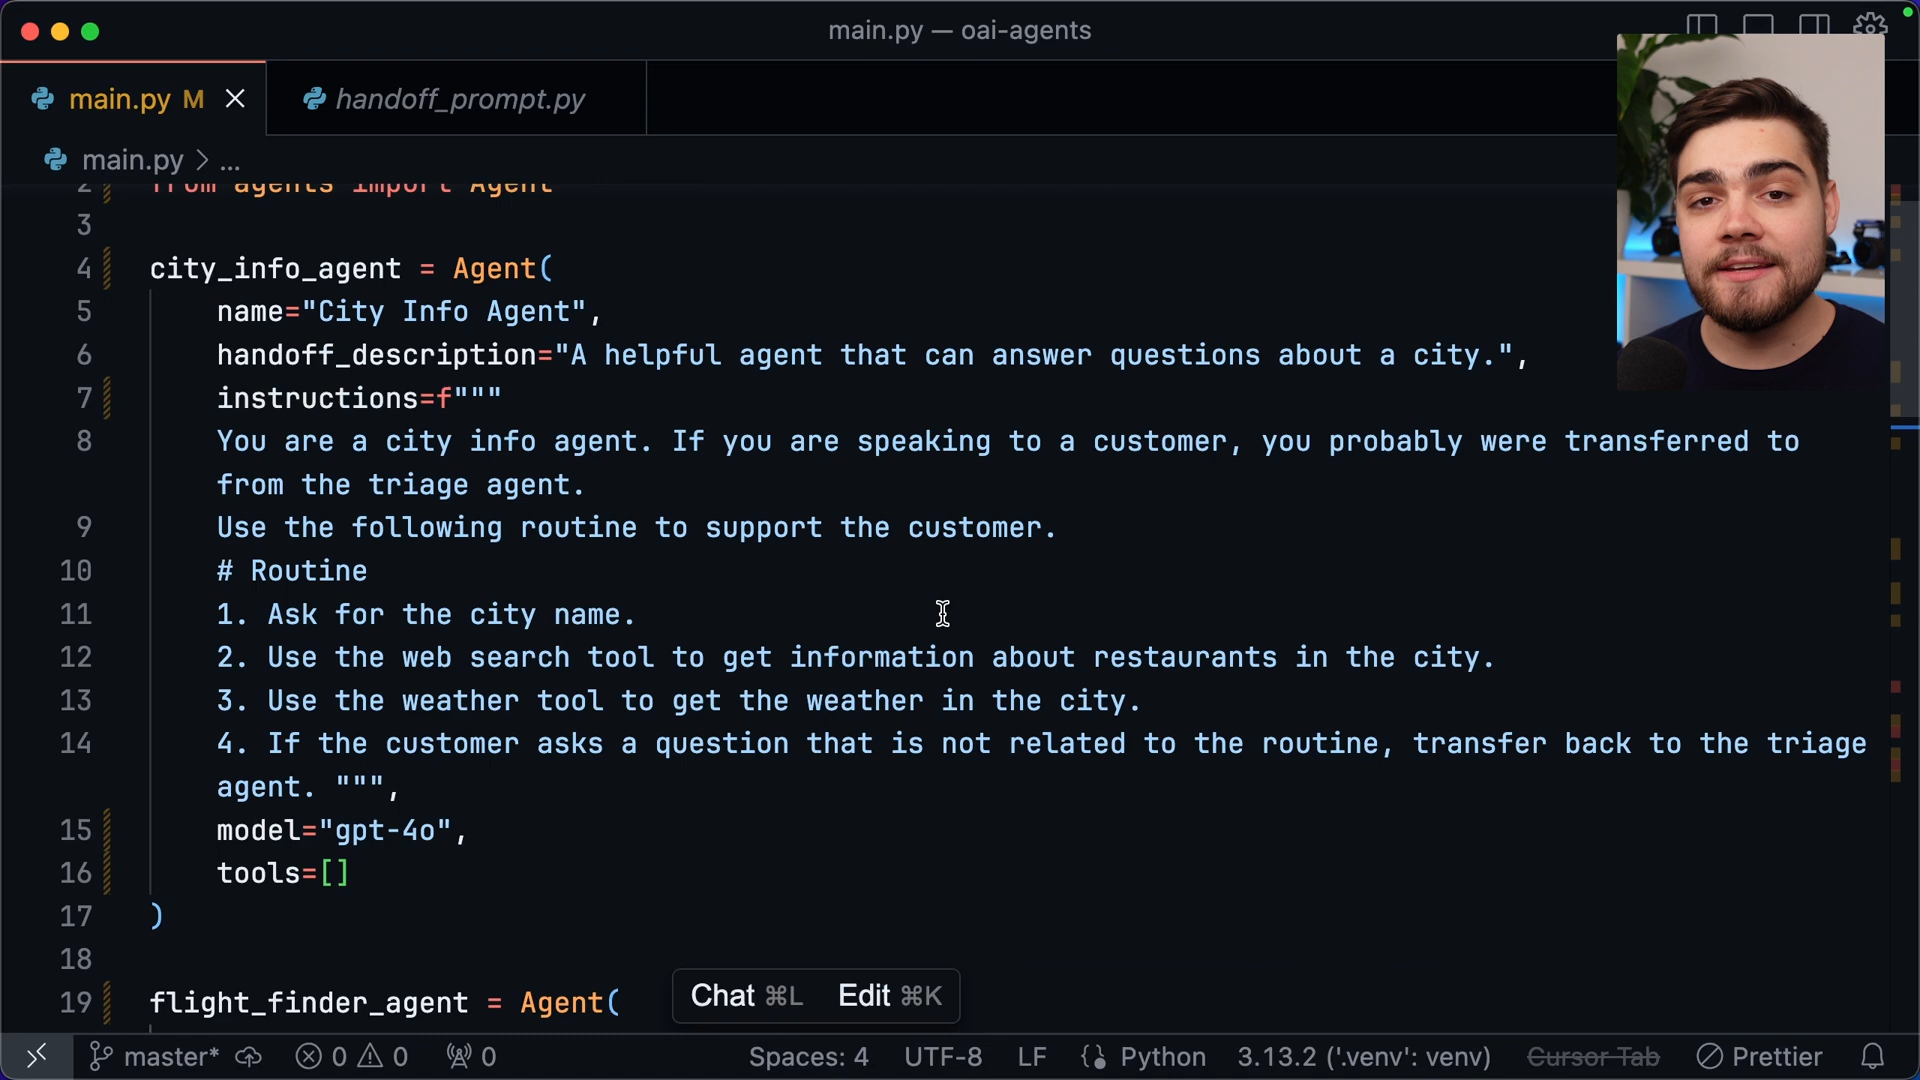 main.py — oai-agents
main.py M
handoff_prompt.py
main.py > ...
2 from agents import Agent
3
4 city_info_agent = Agent(
5 name="City Info Agent",
6 handoff_description="A helpful agent that can answer questions about a city.",
7 instructions=f"""
8 You are a city info agent. If you are speaking to a customer, you probably were transferred to
from the triage agent.
9 Use the following routine to support the customer.
10 # Routine
11 1. Ask for the city name.
12 2. Use the web search tool to get information about restaurants in the city.
13 3. Use the weather tool to get the weather in the city.
14 4. If the customer asks a question that is not related to the routine, transfer back to the triage
agent. """,
15 model="gpt-4o",
16 tools=[]
17 )
18
19 flight_finder_agent = Agent(
Chat ⌘L Edit ⌘K
master* 0 0 0 Spaces: 4 UTF-8 LF Python 3.13.2 ('.venv': venv) Cursor Tab Prettier